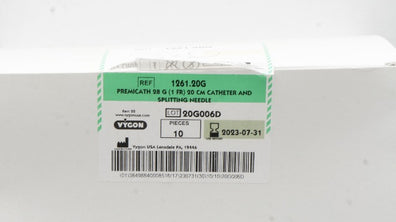 REF 1261.20G
PREMICATH 28 G (1 FR) 20 CM CATHETER AND
SPLITTING NEEDLE
VYGON
LOT 20G006D
PIECES
10
2023-07-31
Vygon USA Lansdale PA, 19446